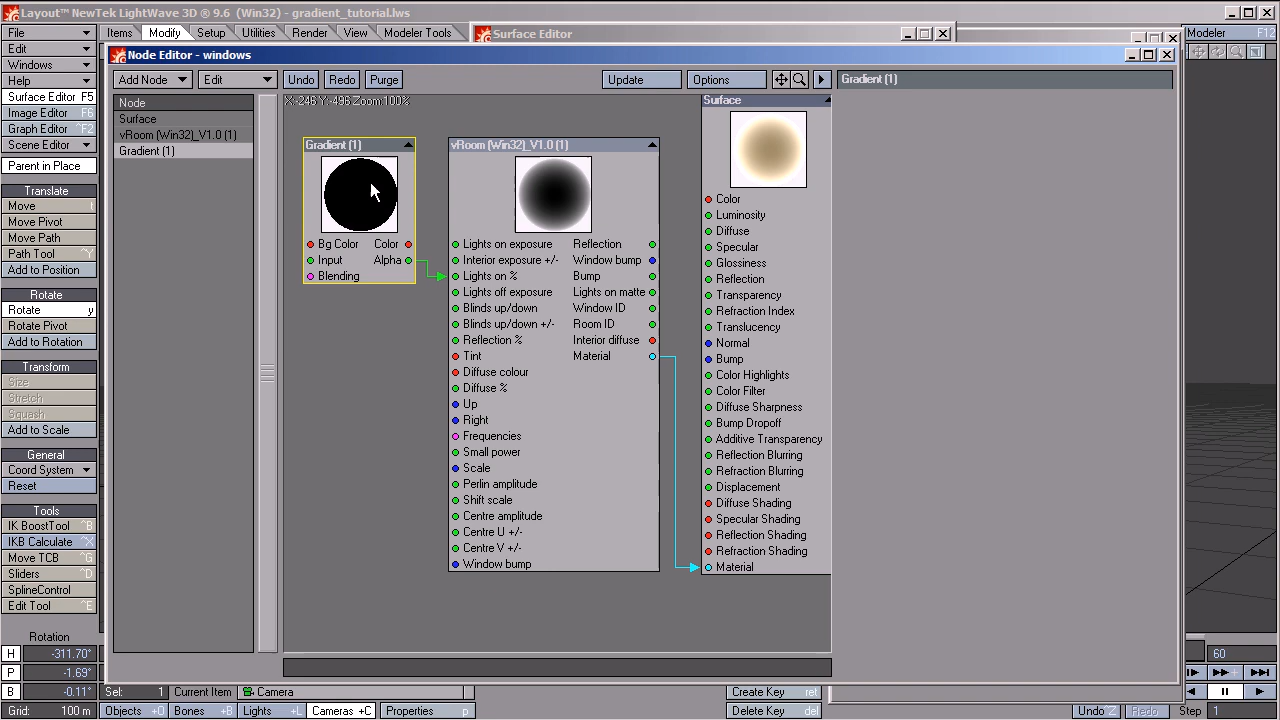 Layout™ NewTek LightWave 3D ® 9.6 (Win32) - gradient_tutorial.lws
Items Modify Setup Utilities Render View Modeler Tools
Surface Editor
Modeler F12
File
Edit
Windows
Help
Surface Editor F5
Image Editor F6
Graph Editor ^F2
Scene Editor
Parent in Place
Translate
Move t
Move Pivot
Move Path
Path Tool ^Y
Add to Position
Rotate
Rotate y
Rotate Pivot
Add to Rotation
Transform
Size
Stretch
Squash
Add to Scale
General
Coord System
Reset
Tools
IK BoostTool ^B
IKB Calculate ^X
Move TCB ^G
Sliders ^D
SplineControl
Edit Tool ^E
Rotation
H -311.70°
P -1.69°
B -0.11°
Grid: 100 m
Node Editor - windows
Add Node Edit Undo Redo Purge Update Options
Gradient (1)
Node
Surface
vRoom (Win32)_V1.0 (1)
Gradient (1)
X:-246 Y:-496 Zoom:100%
Gradient (1)
Bg Color Color
Input Alpha
Blending
vRoom (Win32)_V1.0 (1)
Lights on exposure Reflection
Interior exposure +/- Window bump
Lights on % Bump
Lights off exposure Lights on matte
Blinds up/down Window ID
Blinds up/down +/- Room ID
Reflection % Interior diffuse
Tint Material
Diffuse colour
Diffuse %
Up
Right
Frequencies
Small power
Scale
Perlin amplitude
Shift scale
Centre amplitude
Centre U +/-
Centre V +/-
Window bump
Surface
Color
Luminosity
Diffuse
Specular
Glossiness
Reflection
Transparency
Refraction Index
Translucency
Normal
Bump
Color Highlights
Color Filter
Diffuse Sharpness
Bump Dropoff
Additive Transparency
Reflection Blurring
Refraction Blurring
Displacement
Diffuse Shading
Specular Shading
Reflection Shading
Refraction Shading
Material
60
Sel: 1 Current Item Camera Create Key ret
Objects +O Bones +B Lights +L Cameras +C Properties p Delete Key del
Undo ^Z Redo Step 1